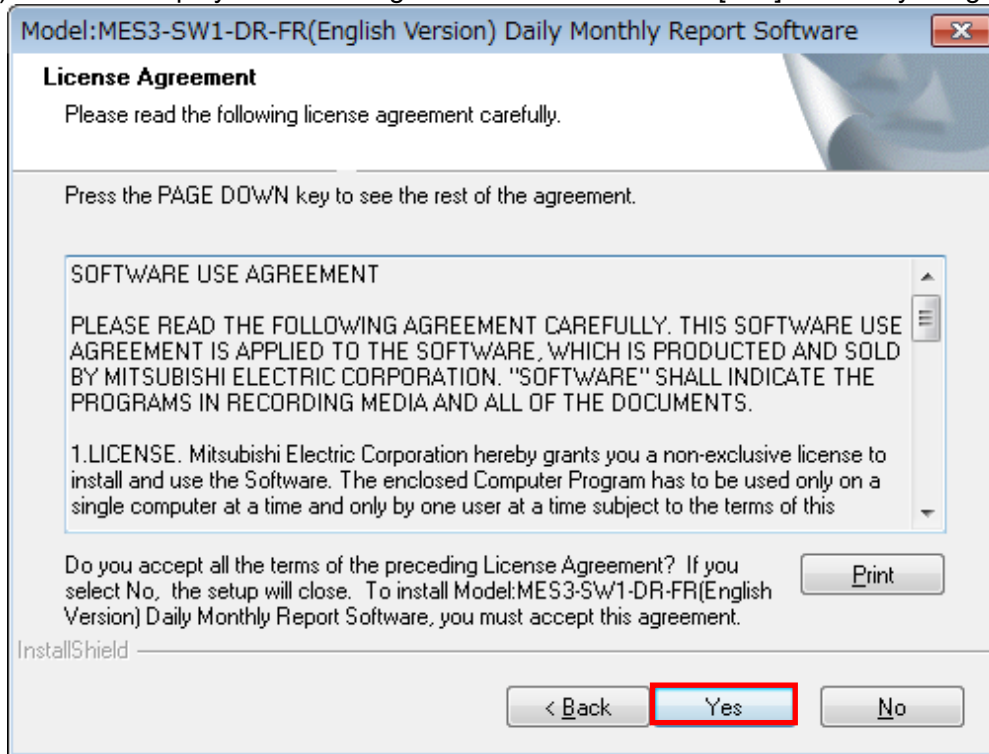 Model:MES3-SW1-DR-FR(English Version) Daily Monthly Report Software
License Agreement
Please read the following license agreement carefully.
Press the PAGE DOWN key to see the rest of the agreement.
SOFTWARE USE AGREEMENT
PLEASE READ THE FOLLOWING AGREEMENT CAREFULLY. THIS SOFTWARE USE
AGREEMENT IS APPLIED TO THE SOFTWARE, WHICH IS PRODUCTED AND SOLD
BY MITSUBISHI ELECTRIC CORPORATION. "SOFTWARE" SHALL INDICATE THE
PROGRAMS IN RECORDING MEDIA AND ALL OF THE DOCUMENTS.
1.LICENSE. Mitsubishi Electric Corporation hereby grants you a non-exclusive license to
install and use the Software. The enclosed Computer Program has to be used only on a
single computer at a time and only by one user at a time subject to the terms of this
Do you accept all the terms of the preceding License Agreement? If you
select No, the setup will close. To install Model:MES3-SW1-DR-FR(English
Version) Daily Monthly Report Software, you must accept this agreement.
Print
InstallShield
< Back Yes No